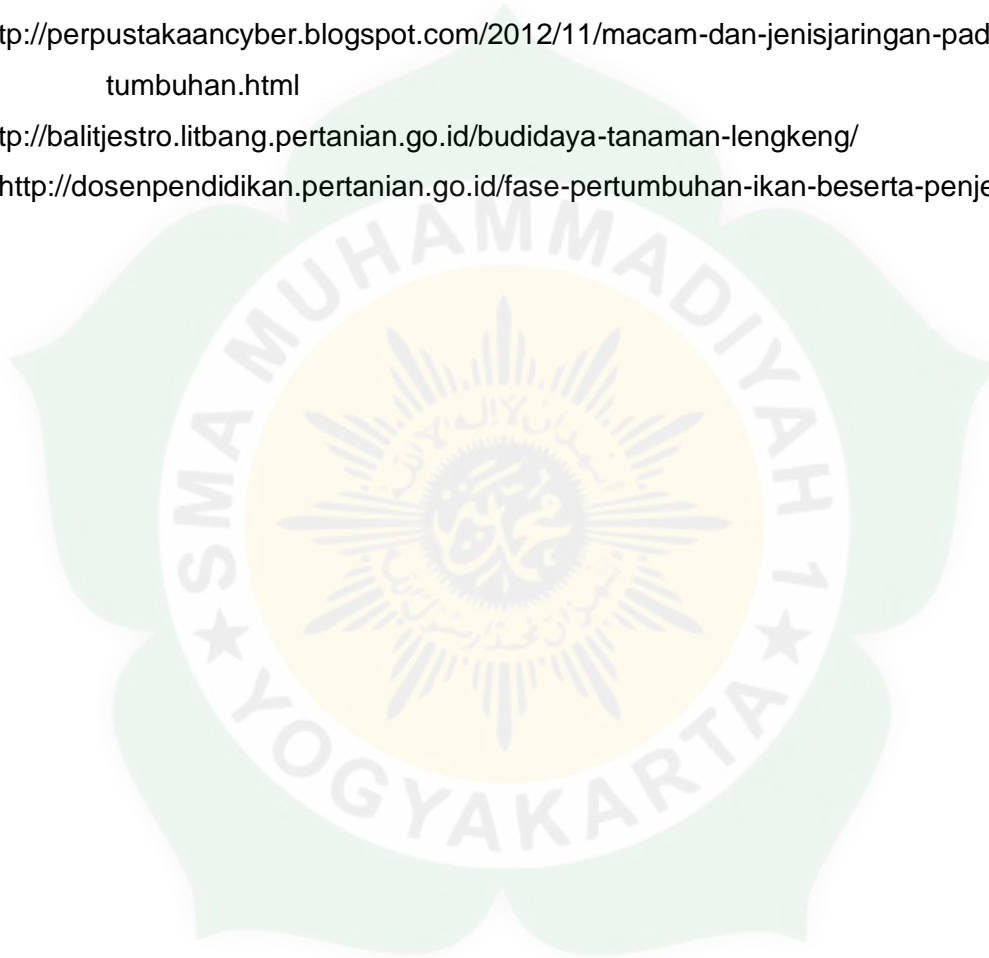 tp://perpustakaancyber.blogspot.com/2012/11/macam-dan-jenisjaringan-pad
tumbuhan.html
tp://balitjestro.litbang.pertanian.go.id/budidaya-tanaman-lengkeng/
http://dosenpendidikan.pertanian.go.id/fase-pertumbuhan-ikan-beserta-penje
SMA MUHAMMADIYAH 1
★ YOGYAKARTA ★